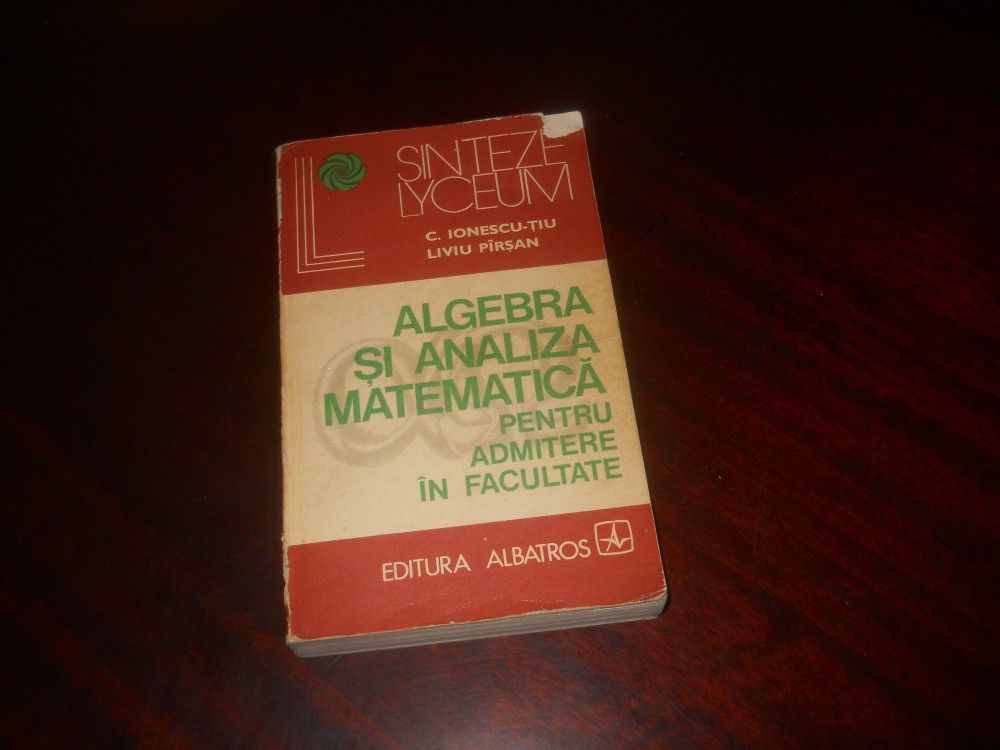 SINTEZE
LYCEUM
C. IONESCU-ȚIU
LIVIU PÎRȘAN
ALGEBRA
ȘI ANALIZA
MATEMATICĂ
PENTRU
ADMITERE
ÎN FACULTATE
EDITURA ALBATROS